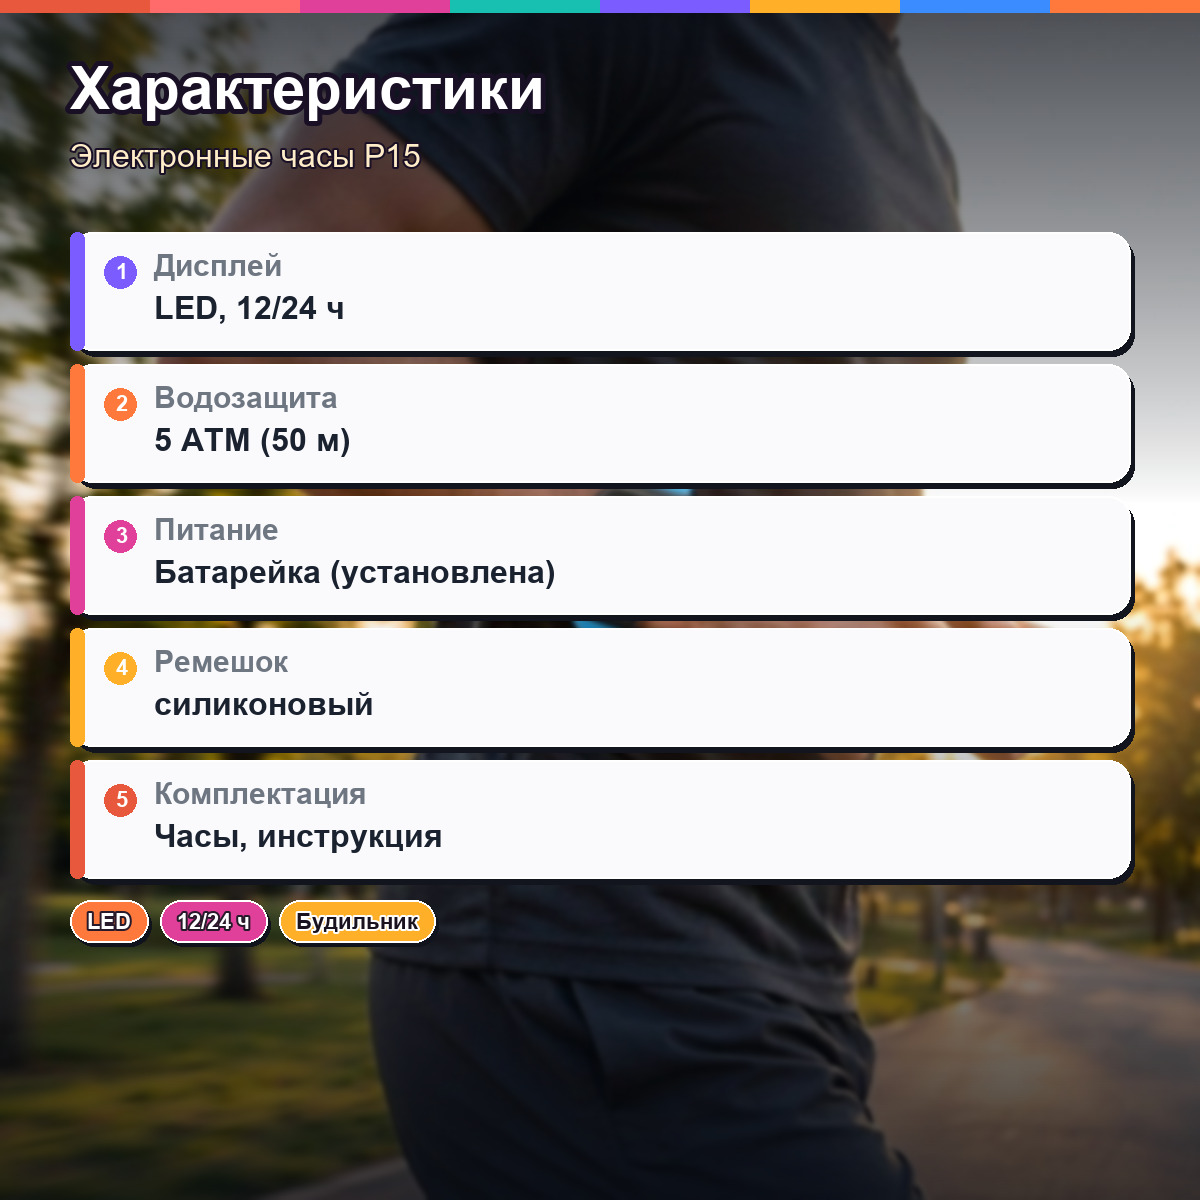 Характеристики
Электронные часы P15
1 Дисплей
LED, 12/24 ч
2 Водозащита
5 ATM (50 м)
3 Питание
Батарейка (установлена)
4 Ремешок
силиконовый
5 Комплектация
Часы, инструкция
LED 12/24 ч Будильник